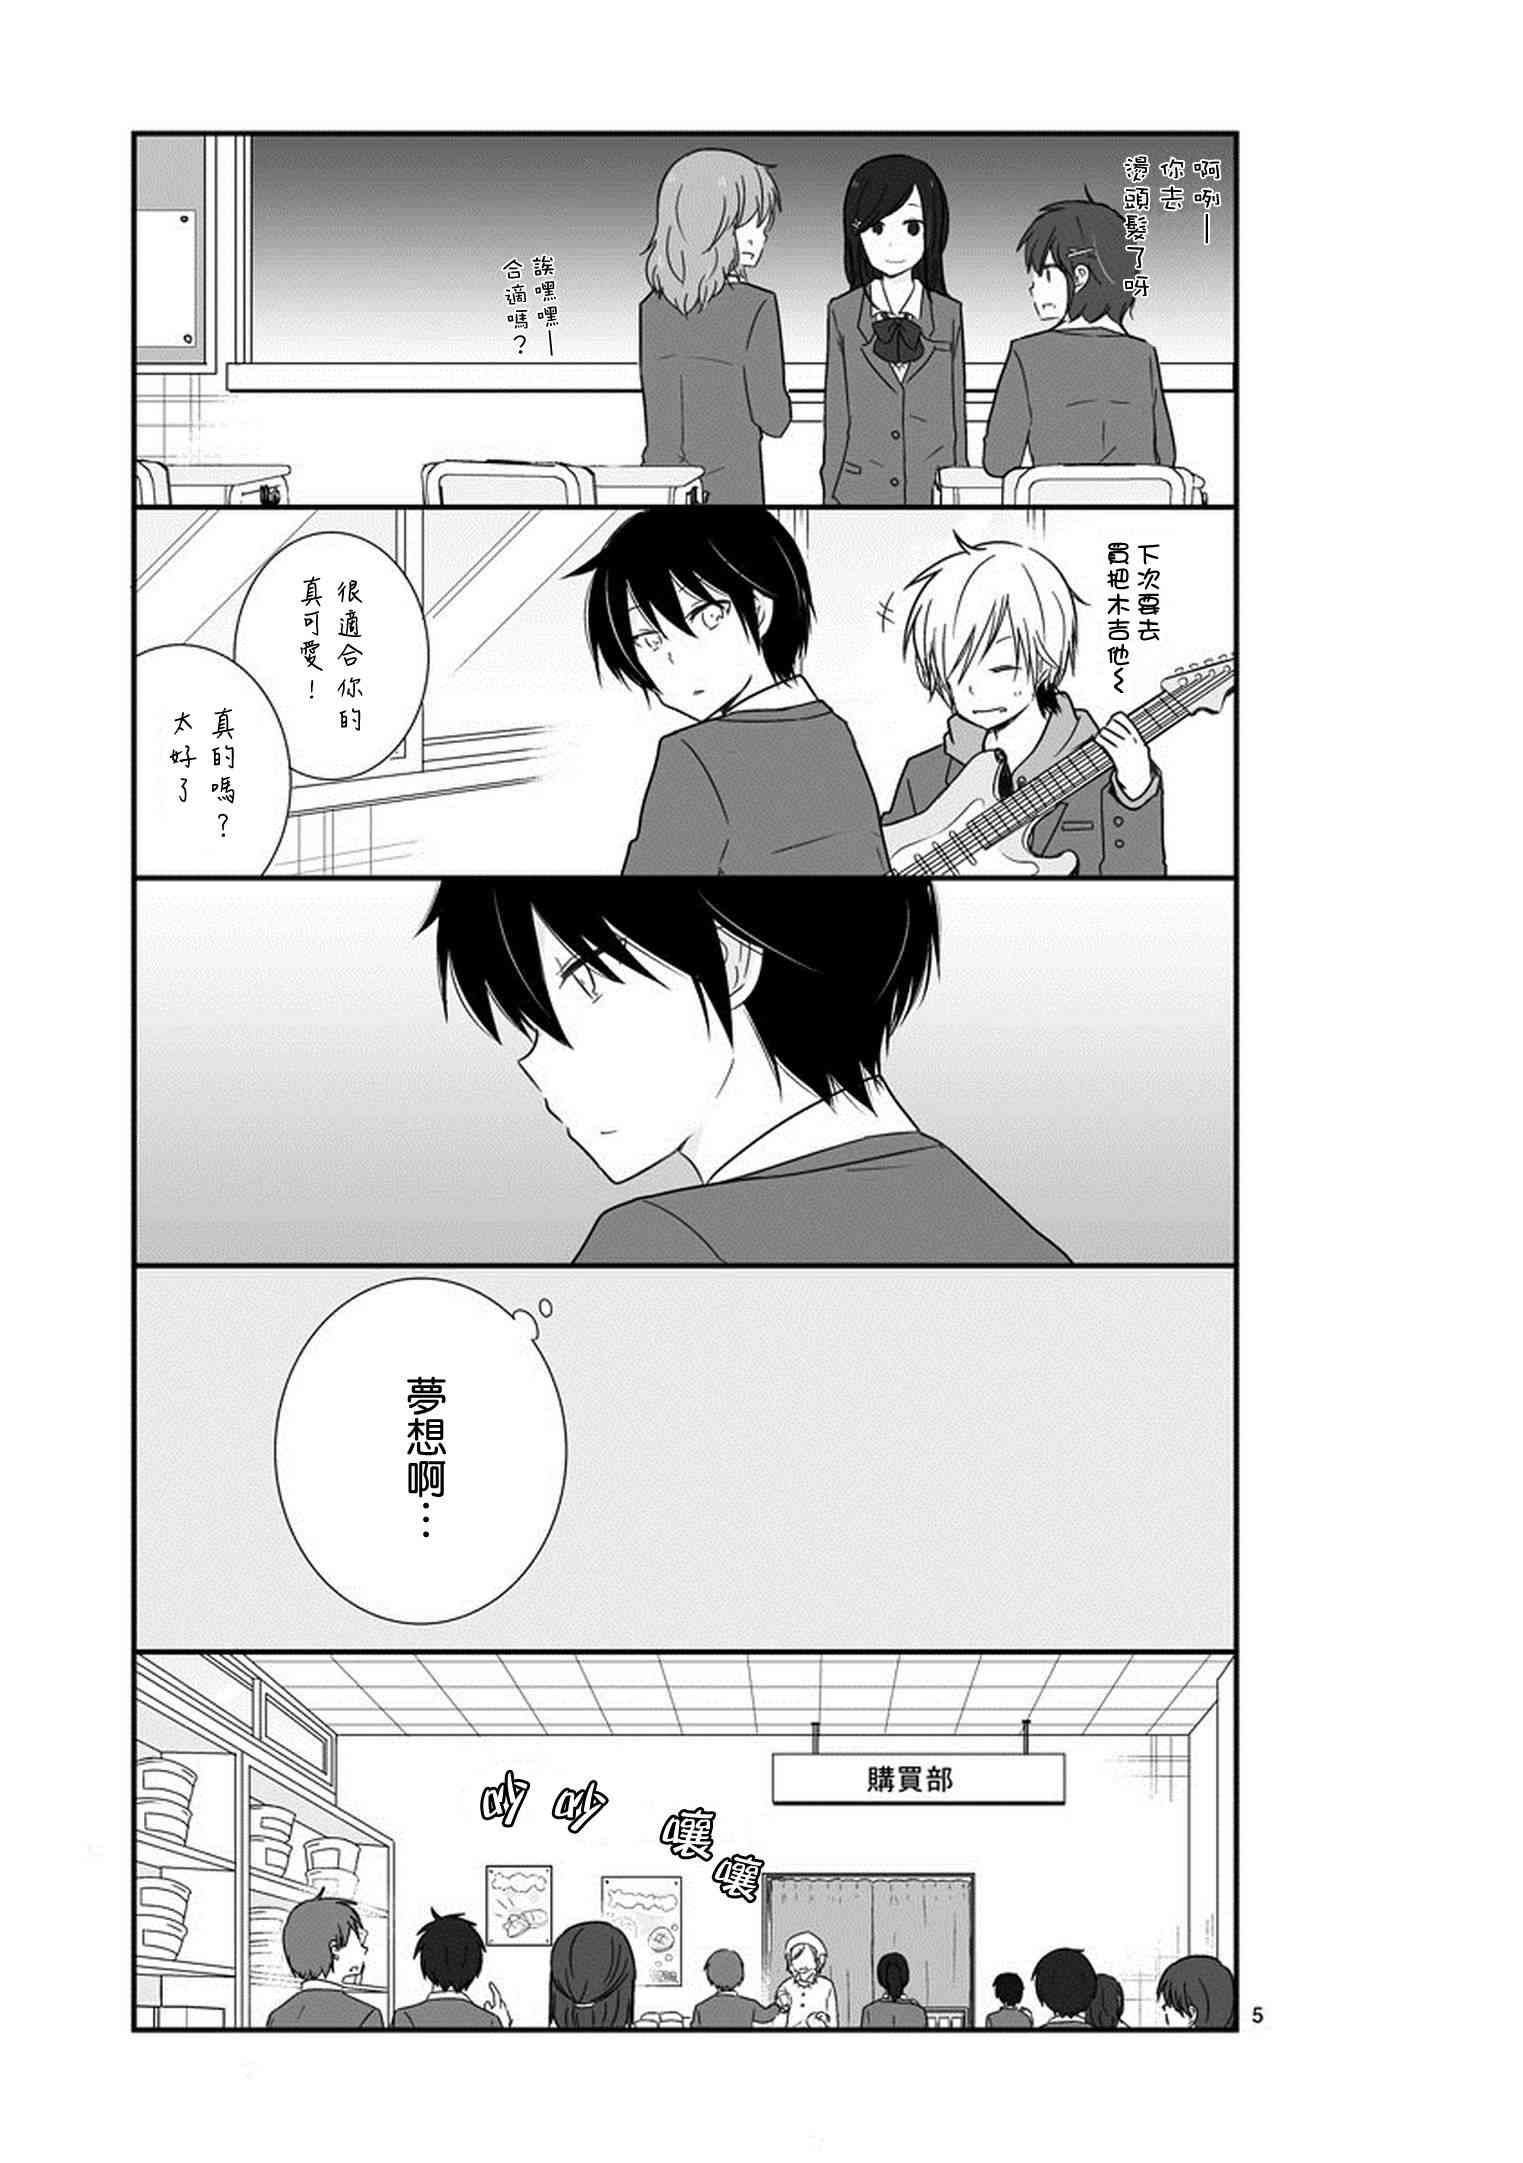 啊咧—
你去
燙頭髮了呀
誒嘿嘿—
合適嗎？
下次要去
買把木吉他~
很適合你的
真可愛！
真的嗎？
太好了
夢想啊…
購買部
吵吵
嚷嚷
5